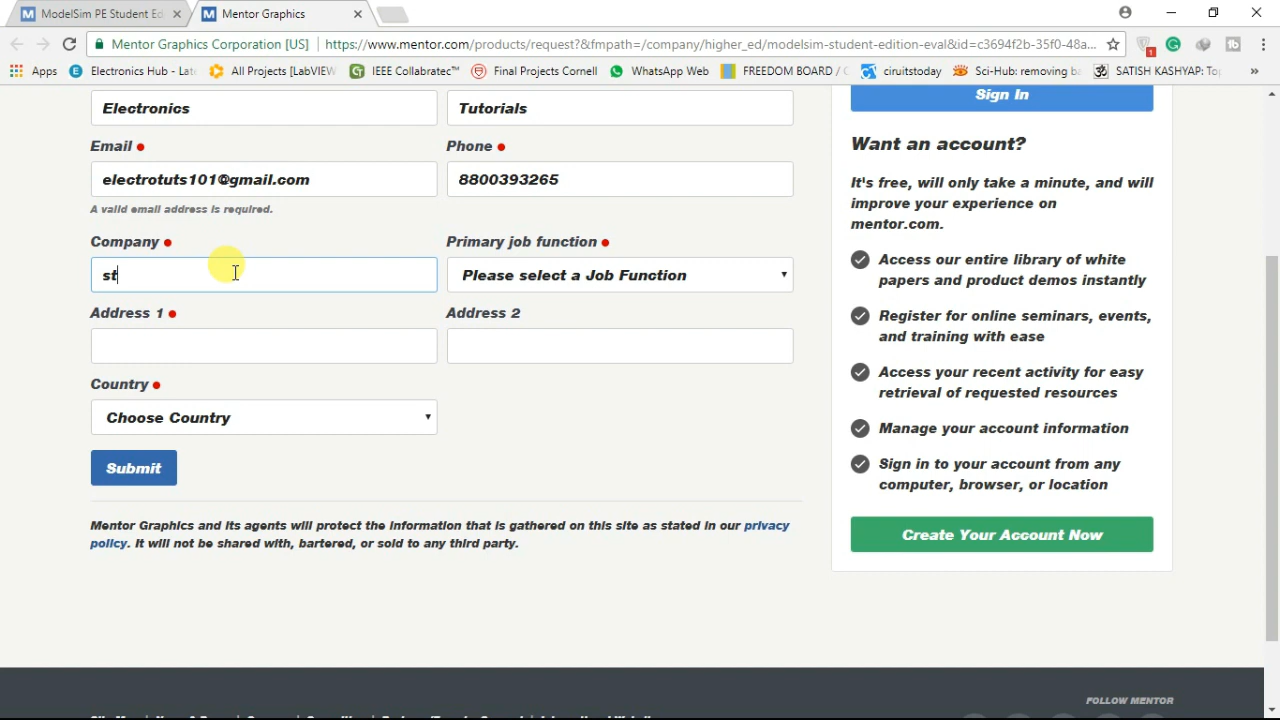 ModelSim PE Student Ed
Mentor Graphics
Mentor Graphics Corporation [US] https://www.mentor.com/products/request?&fmpath=/company/higher_ed/modelsim-student-edition-eval&id=c3694f2b-35f0-48a...
Apps Electronics Hub - Late All Projects [LabVIEW IEEE Collabratec™ Final Projects Cornell WhatsApp Web FREEDOM BOARD / C ciruitstoday Sci-Hub: removing ba SATISH KASHYAP: Top »
Electronics Tutorials
Email Phone
electrotuts101@gmail.com 8800393265
A valid email address is required.
Company Primary job function
st Please select a Job Function
Address 1 Address 2
Country
Choose Country
Submit
Mentor Graphics and its agents will protect the information that is gathered on this site as stated in our privacy
policy. It will not be shared with, bartered, or sold to any third party.
Sign In
Want an account?
It's free, will only take a minute, and will
improve your experience on
mentor.com.
Access our entire library of white
papers and product demos instantly
Register for online seminars, events,
and training with ease
Access your recent activity for easy
retrieval of requested resources
Manage your account information
Sign in to your account from any
computer, browser, or location
Create Your Account Now
FOLLOW MENTOR